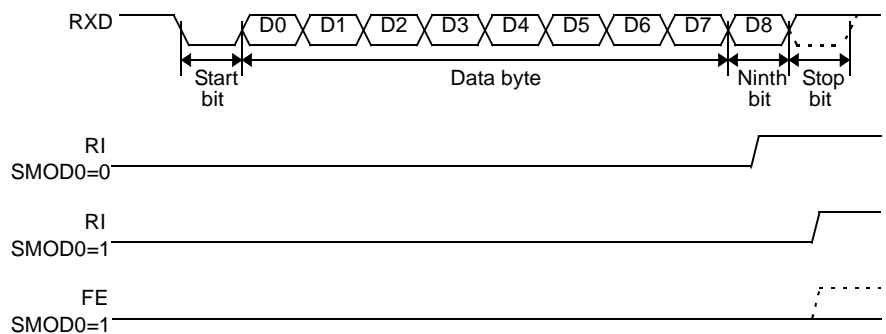 RXD D0 D1 D2 D3 D4 D5 D6 D7 D8
Start bit
Data byte
Ninth bit
Stop bit
RI
SMOD0=0
RI
SMOD0=1
FE
SMOD0=1